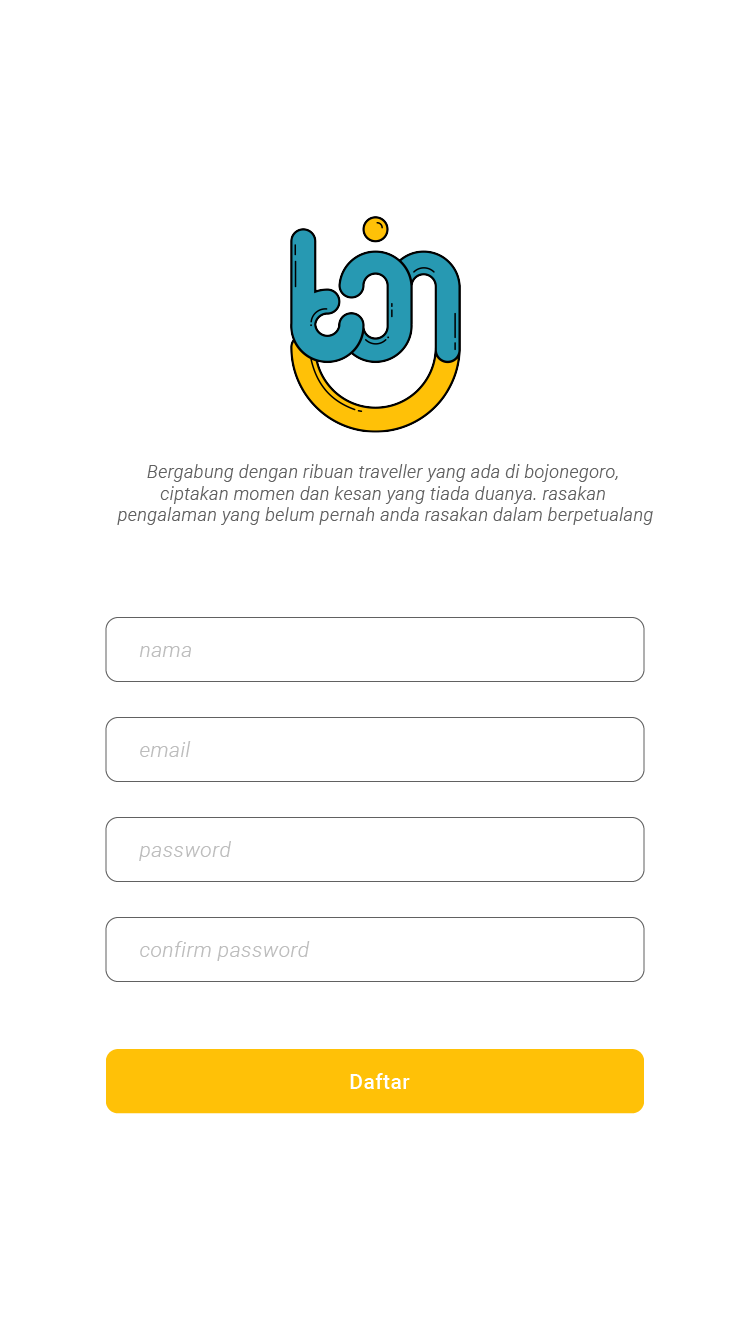 Bergabung dengan ribuan traveller yang ada di bojonegoro,
ciptakan momen dan kesan yang tiada duanya. rasakan
pengalaman yang belum pernah anda rasakan dalam berpetualang
nama
email
password
confirm password
Daftar